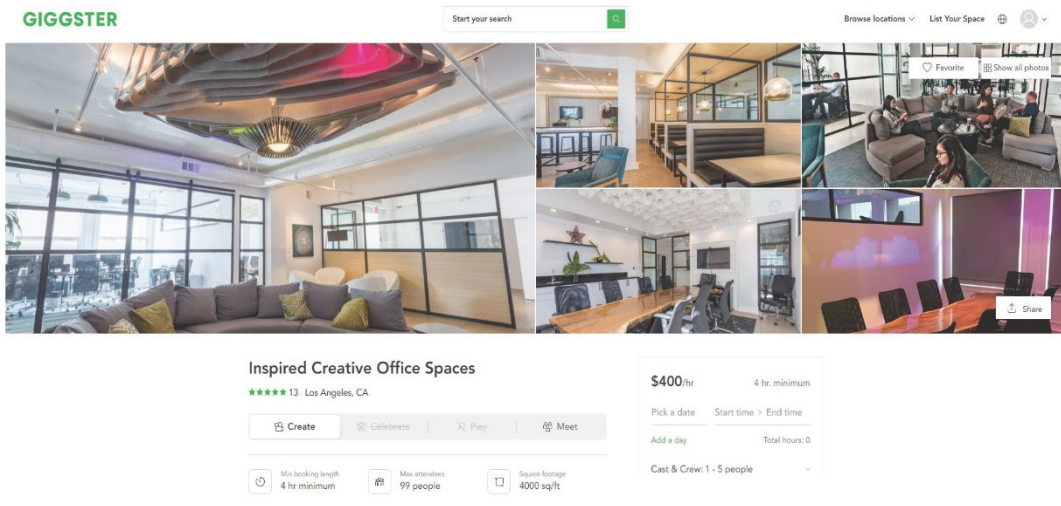 GIGGSTER
Start your search
Browse locations
List Your Space
Favorite
Show all photos
Share
Inspired Creative Office Spaces
13 Los Angeles, CA
Create
Celebrate
Play
Meet
Min booking length
4 hr minimum
Max attendees
99 people
Square footage
4000 sq/ft
$400/hr
4 hr. minimum
Pick a date
Start time > End time
Add a day
Total hours: 0
Cast & Crew: 1 - 5 people